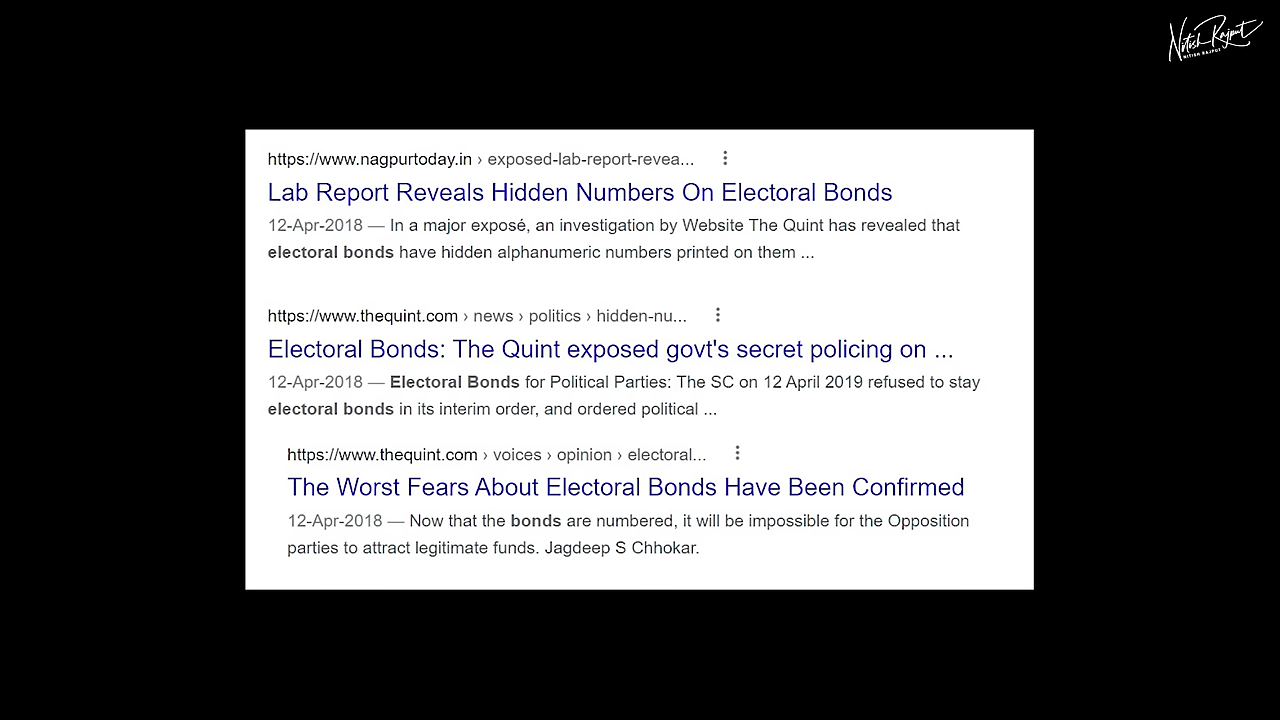 Nitish Rajput
NITISH RAJPUT
https://www.nagpurtoday.in › exposed-lab-report-revea...
Lab Report Reveals Hidden Numbers On Electoral Bonds
12-Apr-2018 — In a major exposé, an investigation by Website The Quint has revealed that
electoral bonds have hidden alphanumeric numbers printed on them ...
https://www.thequint.com › news › politics › hidden-nu...
Electoral Bonds: The Quint exposed govt's secret policing on ...
12-Apr-2018 — Electoral Bonds for Political Parties: The SC on 12 April 2019 refused to stay
electoral bonds in its interim order, and ordered political ...
https://www.thequint.com › voices › opinion › electoral...
The Worst Fears About Electoral Bonds Have Been Confirmed
12-Apr-2018 — Now that the bonds are numbered, it will be impossible for the Opposition
parties to attract legitimate funds. Jagdeep S Chhokar.